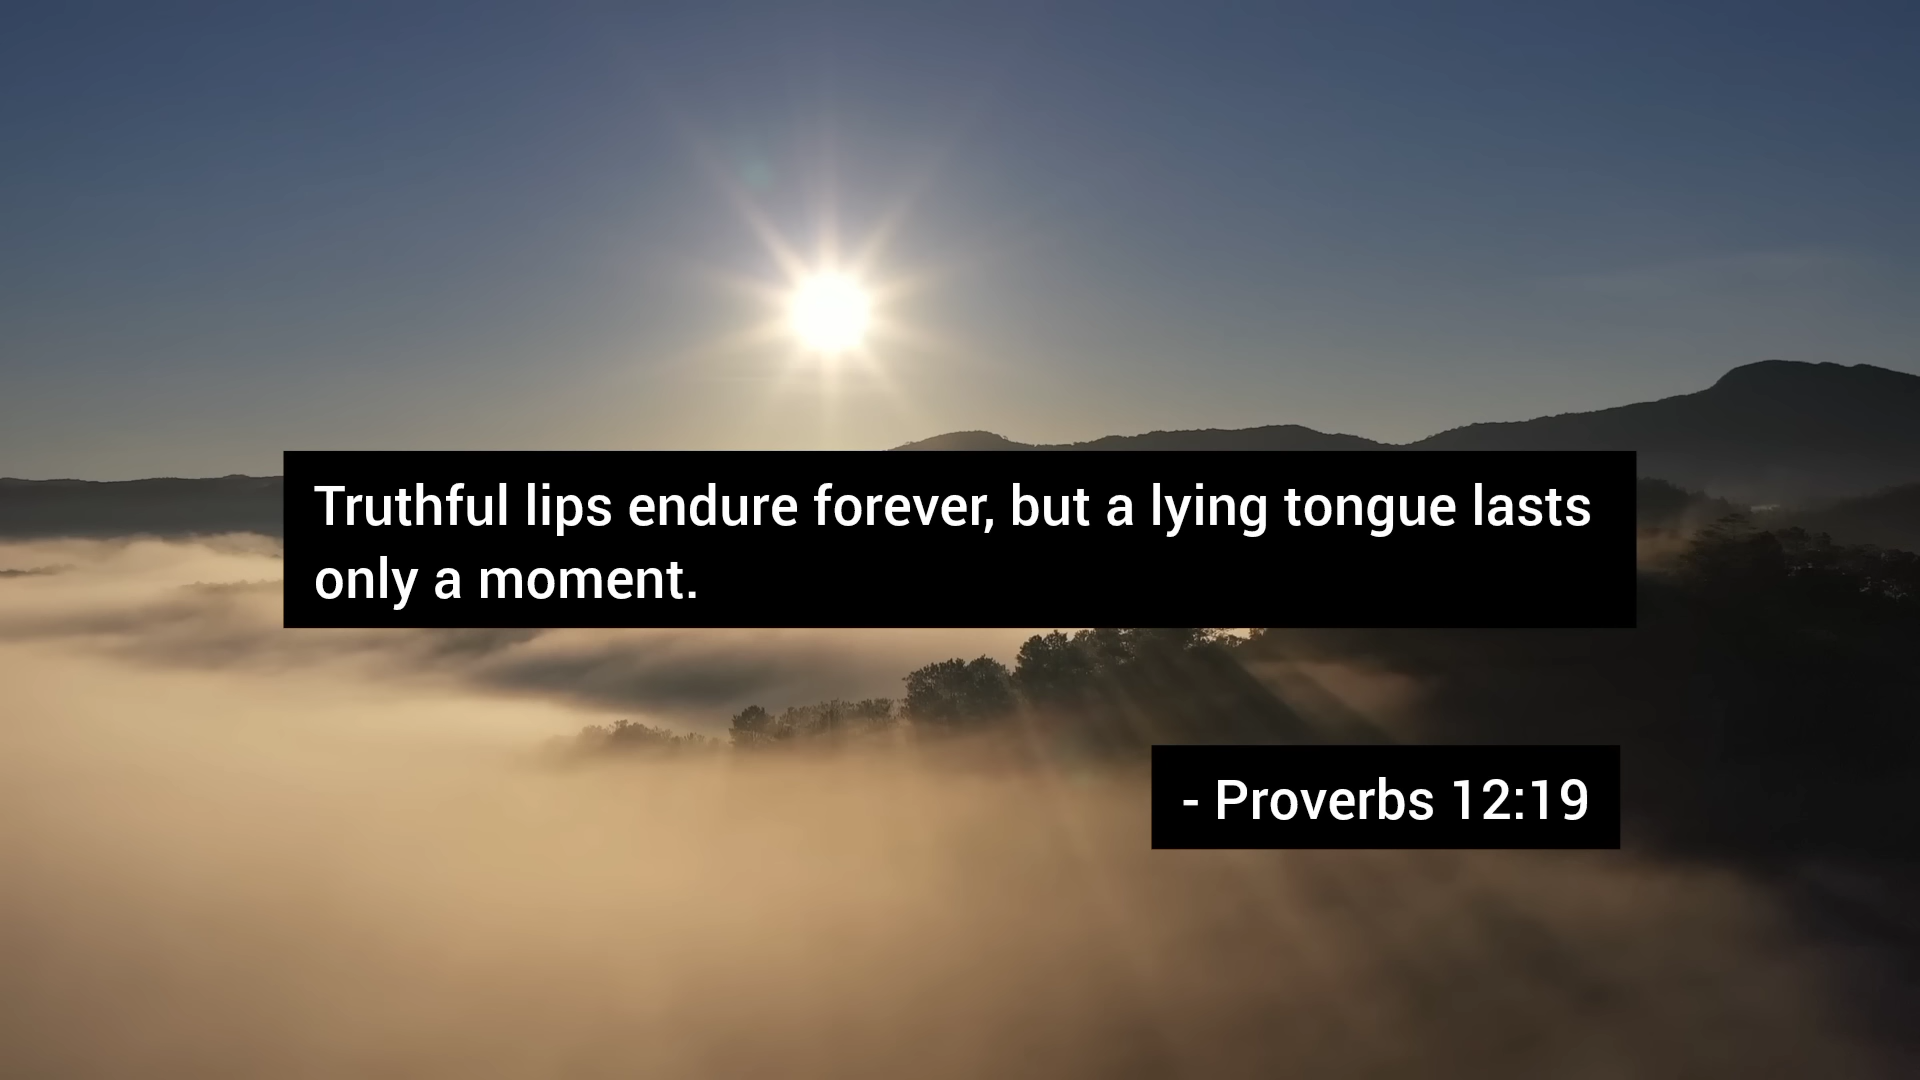 Truthful lips endure forever, but a lying tongue lasts
only a moment.
- Proverbs 12:19